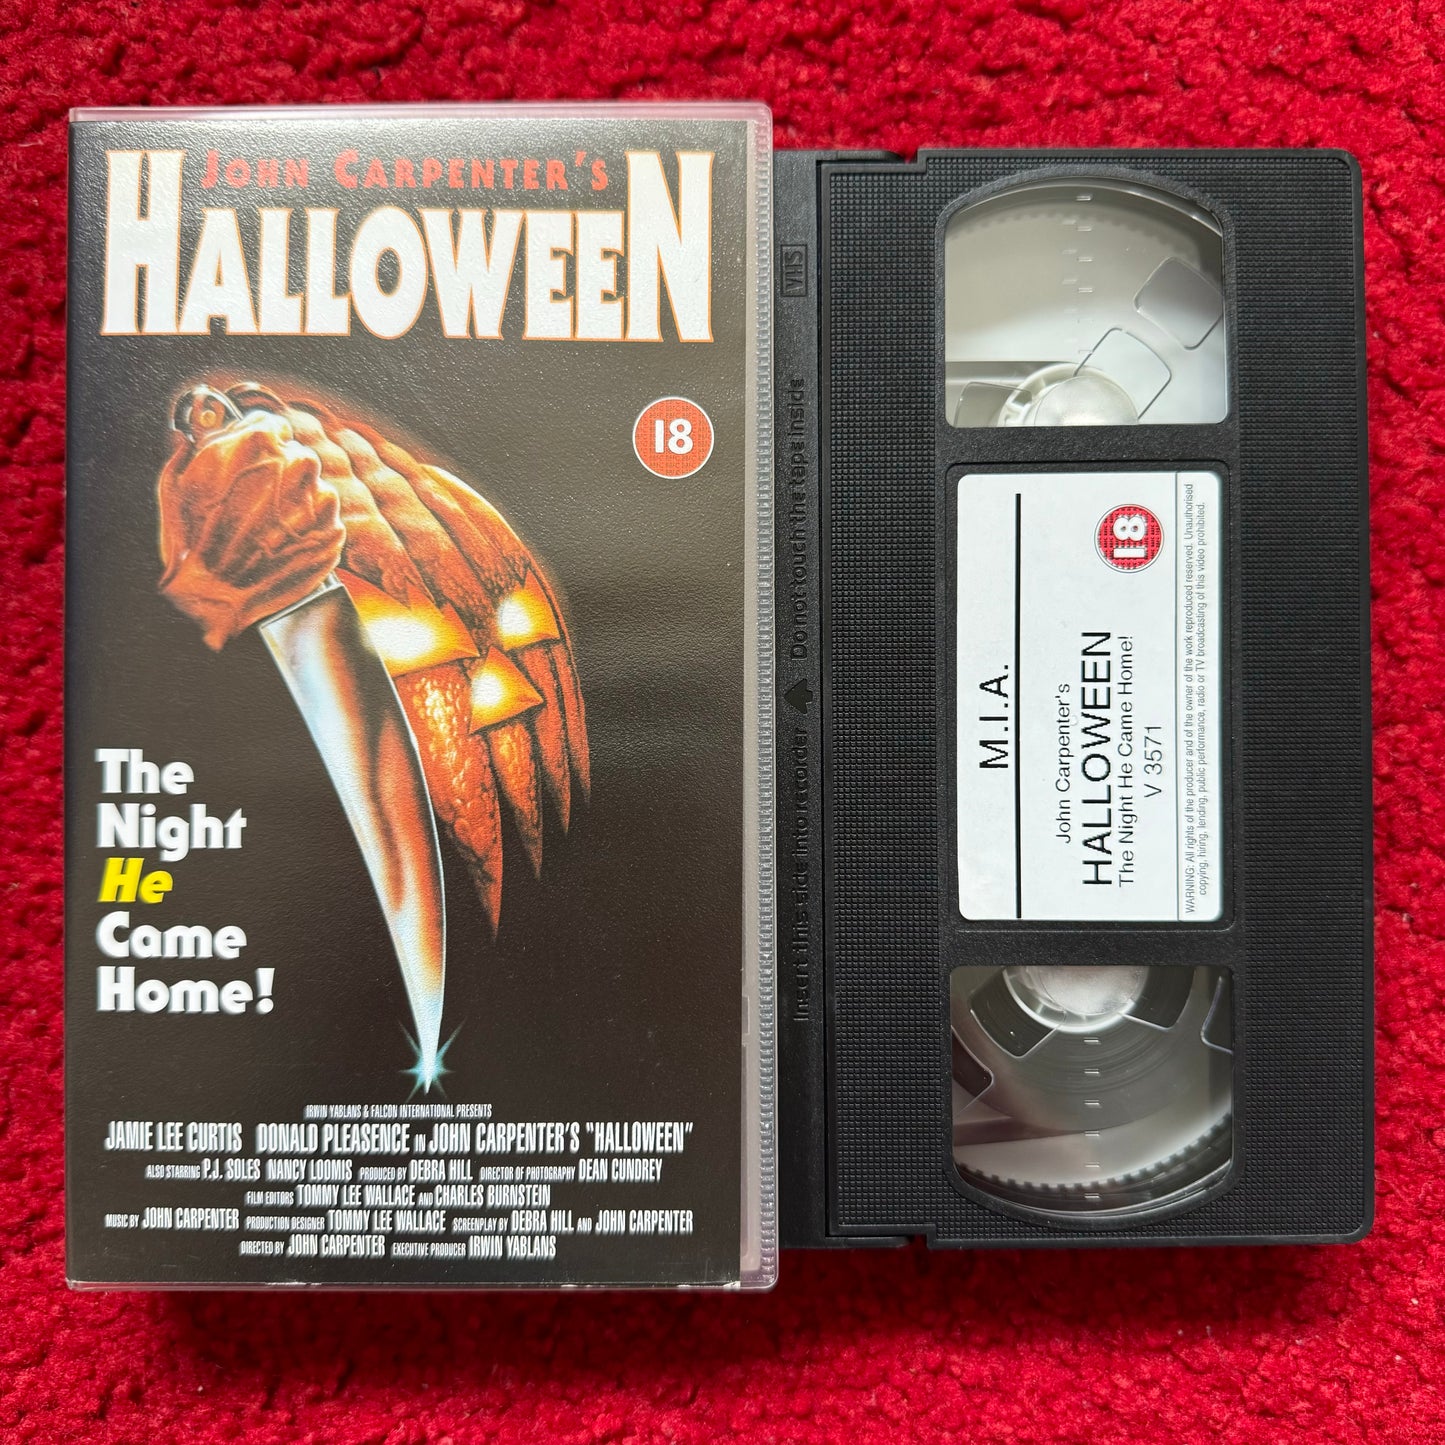 JOHN CARPENTER'S
HALLOWEEN
18
The
Night
He
Came
Home!
IRWIN YABLANS & FALCON INTERNATIONAL PRESENTS
JAMIE LEE CURTIS DONALD PLEASENCE IN JOHN CARPENTER'S "HALLOWEEN"
ALSO STARRING P.J. SOLES NANCY LOOMIS PRODUCED BY DEBRA HILL DIRECTOR OF PHOTOGRAPHY DEAN CUNDREY
FILM EDITORS TOMMY LEE WALLACE AND CHARLES BURNSTEIN
MUSIC BY JOHN CARPENTER PRODUCTION DESIGNER TOMMY LEE WALLACE SCREENPLAY BY DEBRA HILL AND JOHN CARPENTER
DIRECTED BY JOHN CARPENTER EXECUTIVE PRODUCER IRWIN YABLANS
VHS
Insert this side into recorder Do not touch the tape inside
M.I.A.
18
John Carpenter's
HALLOWEEN
The Night He Came Home!
V 3571
WARNING: All rights of the producer and of the owner of the work reproduced reserved. Unauthorised
copying, hiring, lending, public performance, radio or TV broadcasting of this video prohibited.